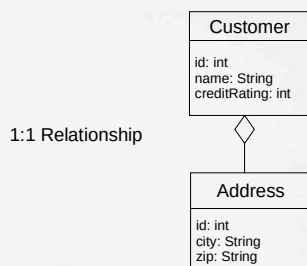 Customer
id: int
name: String
creditRating: int
1:1 Relationship
Address
id: int
city: String
zip: String